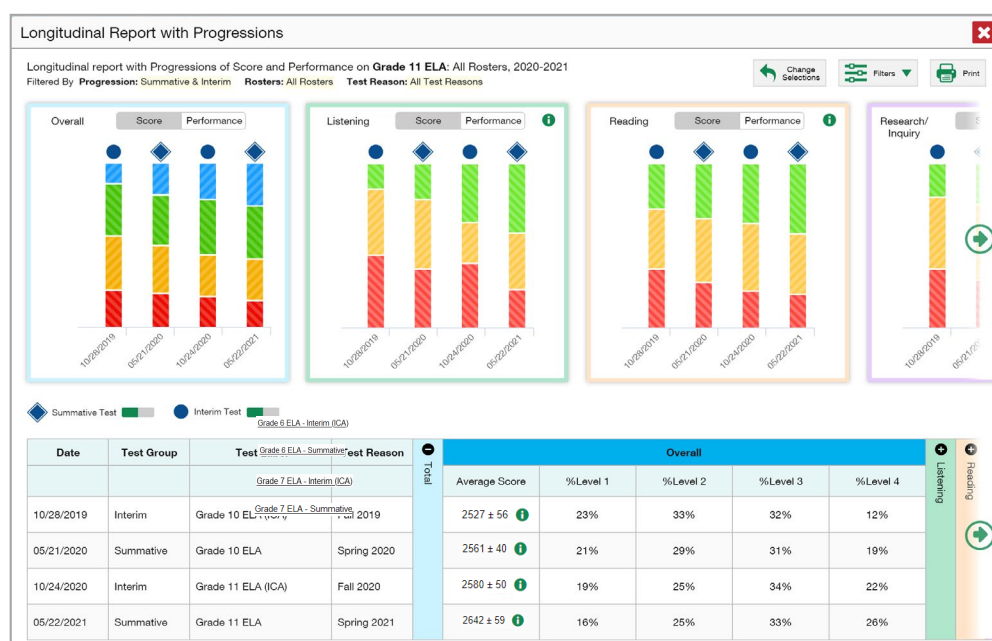 Longitudinal Report with Progressions
Longitudinal report with Progressions of Score and Performance on Grade 11 ELA: All Rosters, 2020-2021
Filtered By Progression: Summative & Interim Rosters: All Rosters Test Reason: All Test Reasons
Change Selections
Filters
Print
Overall Score Performance
Listening Score Performance
Reading Score Performance
Research/
Inquiry
10/28/2019 05/21/2020 10/24/2020 05/22/2021
10/28/2019 05/21/2020 10/24/2020 05/22/2021
10/28/2019 05/21/2020 10/24/2020 05/22/2021
10/28/2019
Summative Test Interim Test
Grade 6 ELA - Interim (ICA)
Grade 6 ELA - Summative
Grade 7 ELA - Interim (ICA)
Grade 7 ELA - Summative
Date Test Group Test Test Reason Total Overall Listening Reading
Average Score %Level 1 %Level 2 %Level 3 %Level 4
10/28/2019 Interim Grade 10 Fall 2019 2527 ± 56 23% 33% 32% 12%
05/21/2020 Summative Grade 10 ELA Spring 2020 2561 ± 40 21% 29% 31% 19%
10/24/2020 Interim Grade 11 ELA (ICA) Fall 2020 2580 ± 50 19% 25% 34% 22%
05/22/2021 Summative Grade 11 ELA Spring 2021 2642 ± 59 16% 25% 33% 26%